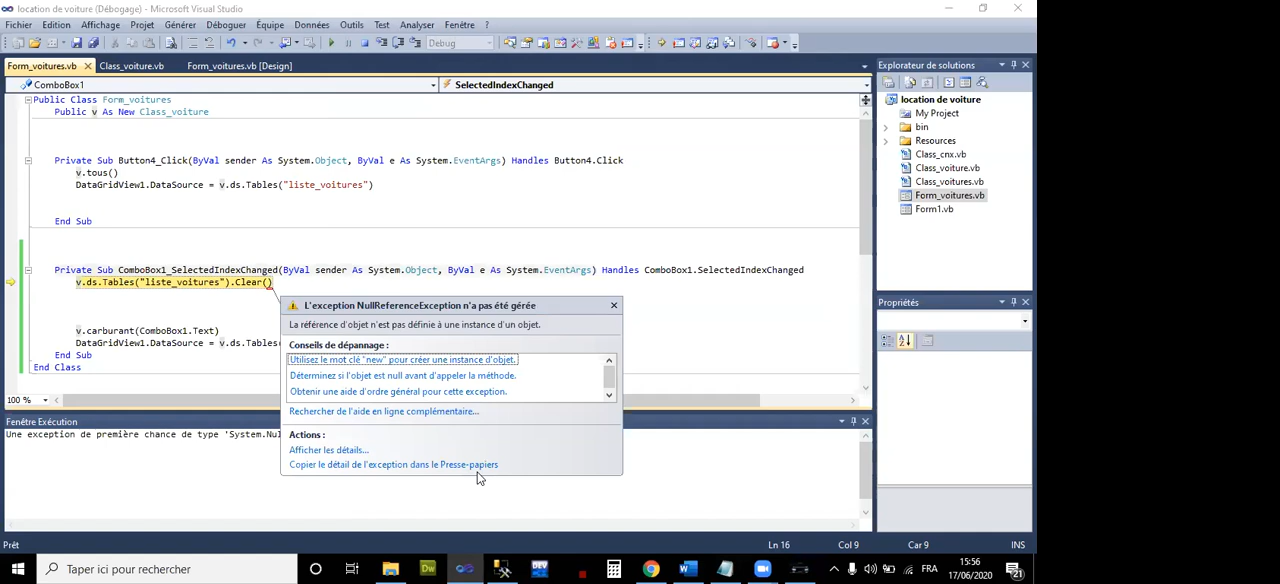 location de voiture (Débogage) - Microsoft Visual Studio
Fichier Edition Affichage Projet Générer Déboguer Équipe Données Outils Test Analyser Fenêtre ?
Debug
Form_voitures.vb Class_voiture.vb Form_voitures.vb [Design]
Explorateur de solutions
ComboBox1 SelectedIndexChanged
Public Class Form_voitures
Public v As New Class_voiture
Private Sub Button4_Click(ByVal sender As System.Object, ByVal e As System.EventArgs) Handles Button4.Click
v.tous()
DataGridView1.DataSource = v.ds.Tables("liste_voitures")
End Sub
Private Sub ComboBox1_SelectedIndexChanged(ByVal sender As System.Object, ByVal e As System.EventArgs) Handles ComboBox1.SelectedIndexChanged
v.ds.Tables("liste_voitures").Clear()
v.carburant(ComboBox1.Text)
DataGridView1.DataSource = v.ds.Tables
End Sub
End Class
L'exception NullReferenceException n'a pas été gérée
La référence d'objet n'est pas définie à une instance d'un objet.
Conseils de dépannage :
Utilisez le mot clé "new" pour créer une instance d'objet.
Déterminez si l'objet est null avant d'appeler la méthode.
Obtenir une aide d'ordre général pour cette exception.
Rechercher de l'aide en ligne complémentaire...
Actions :
Afficher les détails...
Copier le détail de l'exception dans le Presse-papiers
100 %
Fenêtre Exécution
Une exception de première chance de type 'System.Nul
location de voiture
My Project
bin
Resources
Class_cnx.vb
Class_voiture.vb
Class_voitures.vb
Form_voitures.vb
Form1.vb
Propriétés
Prêt Ln 16 Col 9 Car 9 INS
Taper ici pour rechercher
Dw
DEV
W
FRA
15:56
17/06/2020
21